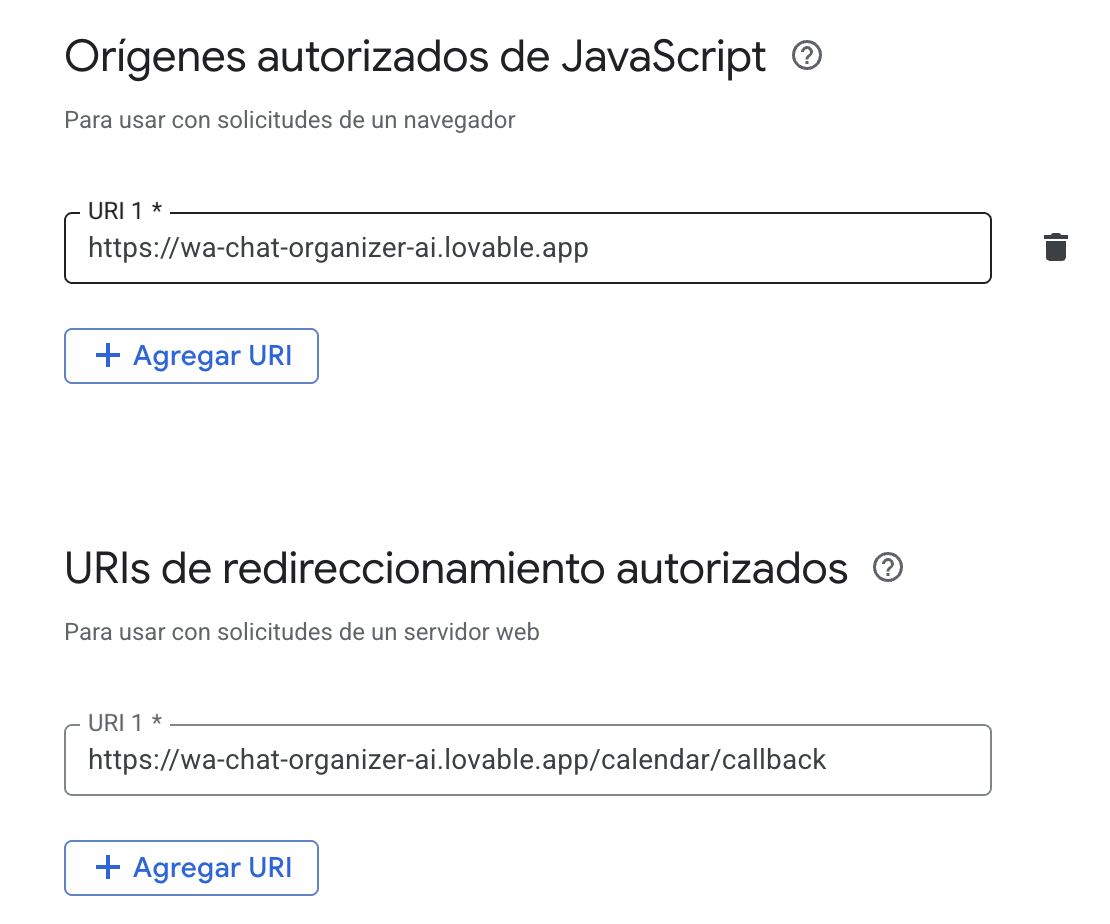 Orígenes autorizados de JavaScript
Para usar con solicitudes de un navegador
URI 1 *
https://wa-chat-organizer-ai.lovable.app
Agregar URI
URIs de redireccionamiento autorizados
Para usar con solicitudes de un servidor web
URI 1 *
https://wa-chat-organizer-ai.lovable.app/calendar/callback
Agregar URI